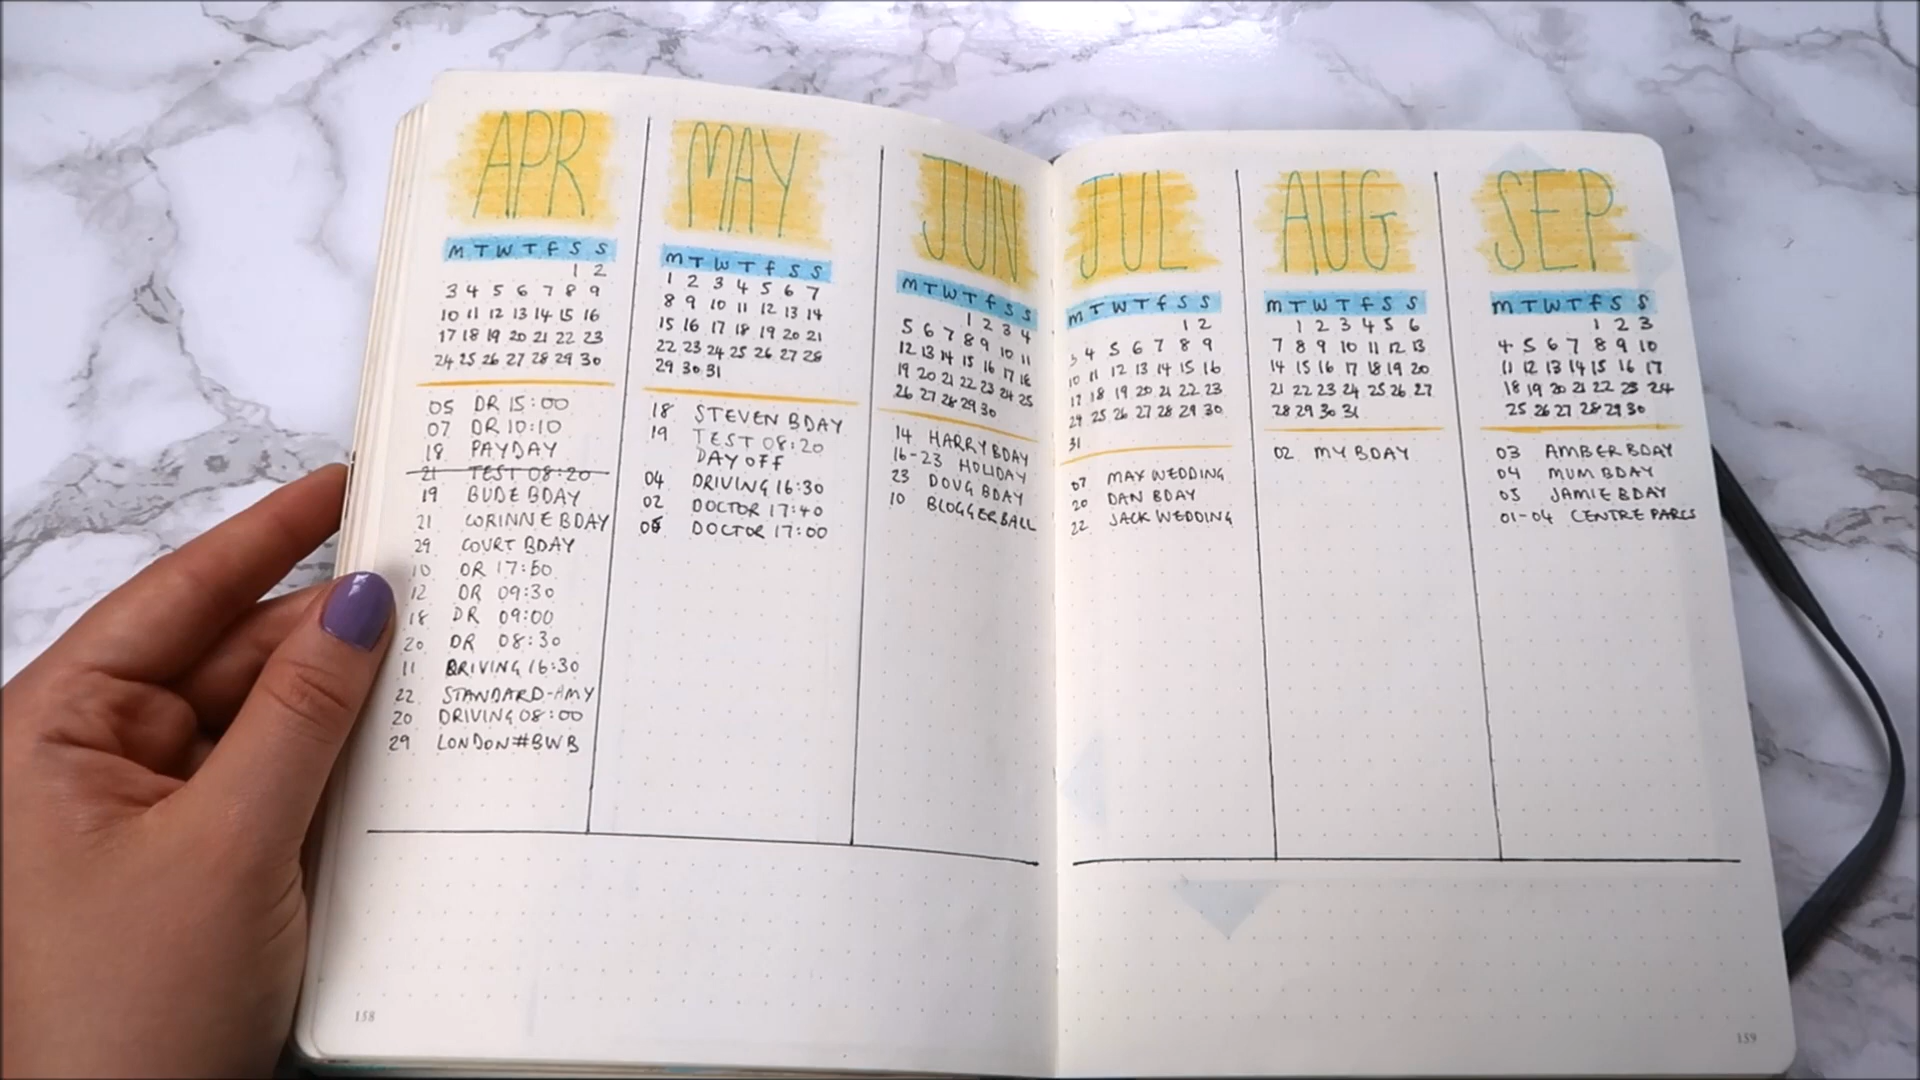 APR
M T W T F S S
1 2
3 4 5 6 7 8 9
10 11 12 13 14 15 16
17 18 19 20 21 22 23
24 25 26 27 28 29 30
05 DR 15:00
07 DR 10:10
18 PAYDAY
21 TEST 08:20
19 BUDE BDAY
21 CORINNE BDAY
29 COURT BDAY
10 DR 17:50
12 DR 09:30
18 DR 09:00
20 DR 08:30
11 DRIVING 16:30
22 STANDARD-AMY
20 DRIVING 08:00
29 LONDON #BWB
MAY
M T W T F S S
1 2 3 4 5 6 7
8 9 10 11 12 13 14
15 16 17 18 19 20 21
22 23 24 25 26 27 28
29 30 31
18 STEVEN BDAY
19 TEST 08:20
DAY OFF
04 DRIVING 16:30
02 DOCTOR 17:40
DOCTOR 17:00
JUN
M T W T F S S
1 2 3 4
5 6 7 8 9 10 11
12 13 14 15 16 17 18
19 20 21 22 23 24 25
26 27 28 29 30
14 HARRY BDAY
16-23 HOLIDAY
23 DOUG BDAY
10 BLOGGERBALL
JUL
M T W T F S S
1 2
3 4 5 6 7 8 9
10 11 12 13 14 15 16
17 18 19 20 21 22 23
24 25 26 27 28 29 30
31
07 MAX WEDDING
20 DAN BDAY
22 JACK WEDDING
AUG
M T W T F S S
1 2 3 4 5 6
7 8 9 10 11 12 13
14 15 16 17 18 19 20
21 22 23 24 25 26 27
28 29 30 31
02 MY BDAY
SEP
M T W T F S S
1 2 3
4 5 6 7 8 9 10
11 12 13 14 15 16 17
18 19 20 21 22 23 24
25 26 27 28 29 30
03 AMBER BDAY
04 MUM BDAY
05 JAMIE BDAY
01-04 CENTRE PARCS
158
159